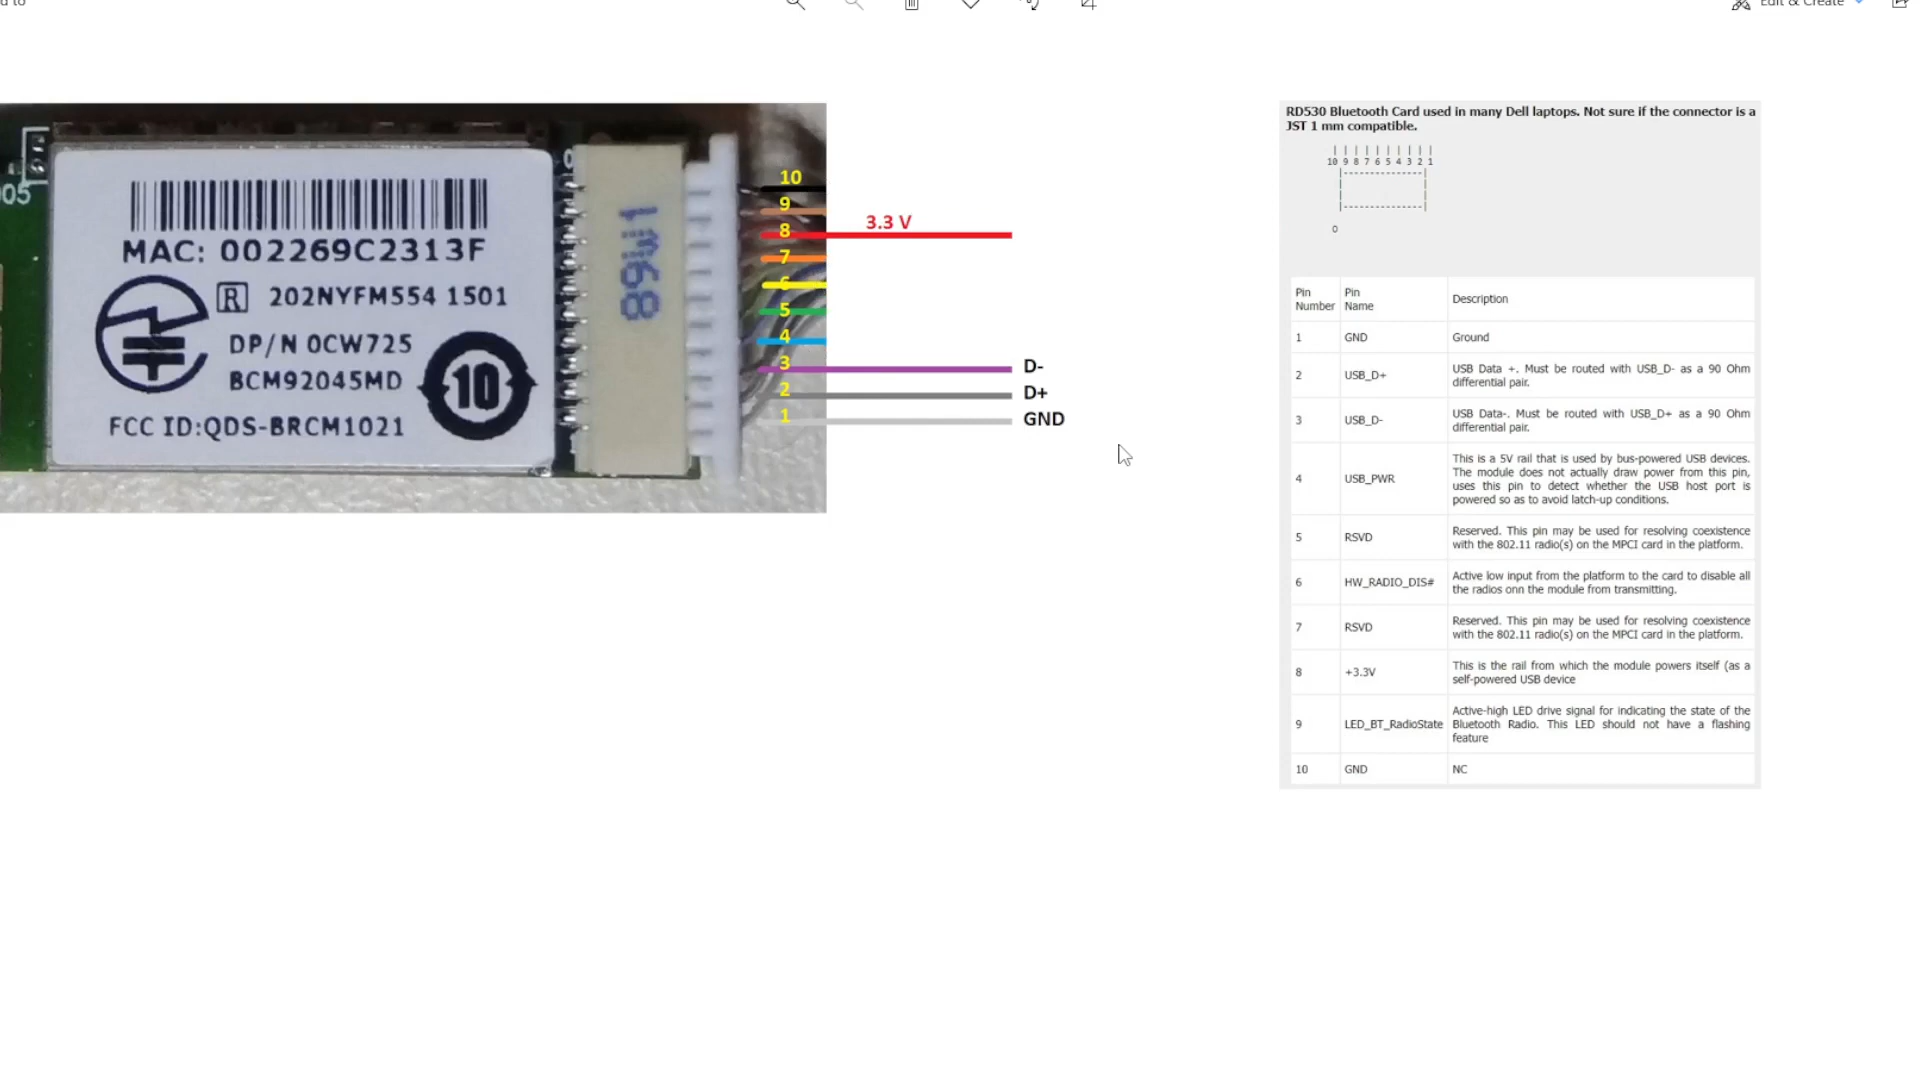 Edit & Create
005
MAC: 002269C2313F
R 202NYFM554 1501
DP/N 0CW725
BCM92045MD
10
FCC ID:QDS-BRCM1021
10
9
8
7
6
5
4
3
2
1
3.3 V
D-
D+
GND
RD530 Bluetooth Card used in many Dell laptops. Not sure if the connector is a
JST 1 mm compatible.
| | | | | | | | | |
10 9 8 7 6 5 4 3 2 1
|---------------|
| |
| |
|---------------|
0
Pin Number Pin Name Description
1 GND Ground
2 USB_D+ USB Data +. Must be routed with USB_D- as a 90 Ohm
differential pair.
3 USB_D- USB Data-. Must be routed with USB_D+ as a 90 Ohm
differential pair.
4 USB_PWR This is a 5V rail that is used by bus-powered USB devices.
The module does not actually draw power from this pin,
uses this pin to detect whether the USB host port is
powered so as to avoid latch-up conditions.
5 RSVD Reserved. This pin may be used for resolving coexistence
with the 802.11 radio(s) on the MPCI card in the platform.
6 HW_RADIO_DIS# Active low input from the platform to the card to disable all
the radios onn the module from transmitting.
7 RSVD Reserved. This pin may be used for resolving coexistence
with the 802.11 radio(s) on the MPCI card in the platform.
8 +3.3V This is the rail from which the module powers itself (as a
self-powered USB device
9 LED_BT_RadioState Active-high LED drive signal for indicating the state of the
Bluetooth Radio. This LED should not have a flashing
feature
10 GND NC